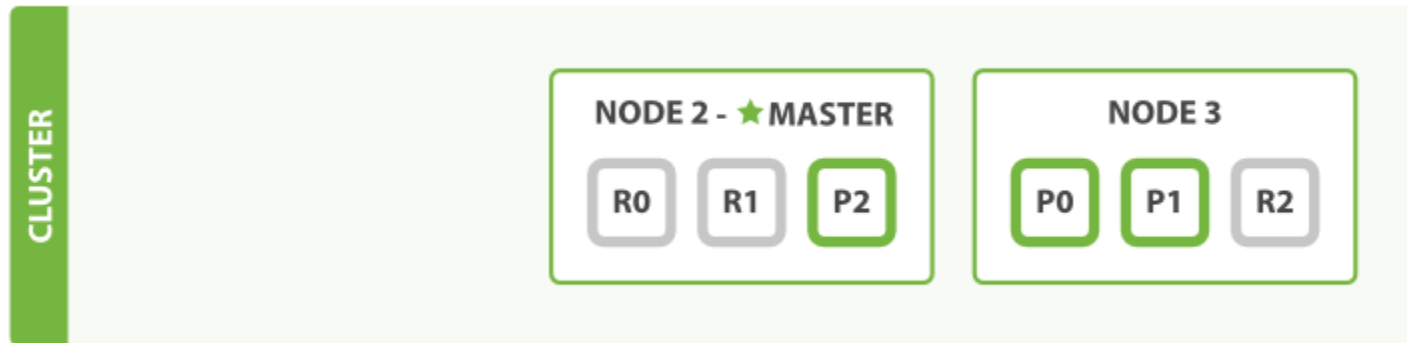 CLUSTER
NODE 2 - ★ MASTER
R0 R1 P2
NODE 3
P0 P1 R2